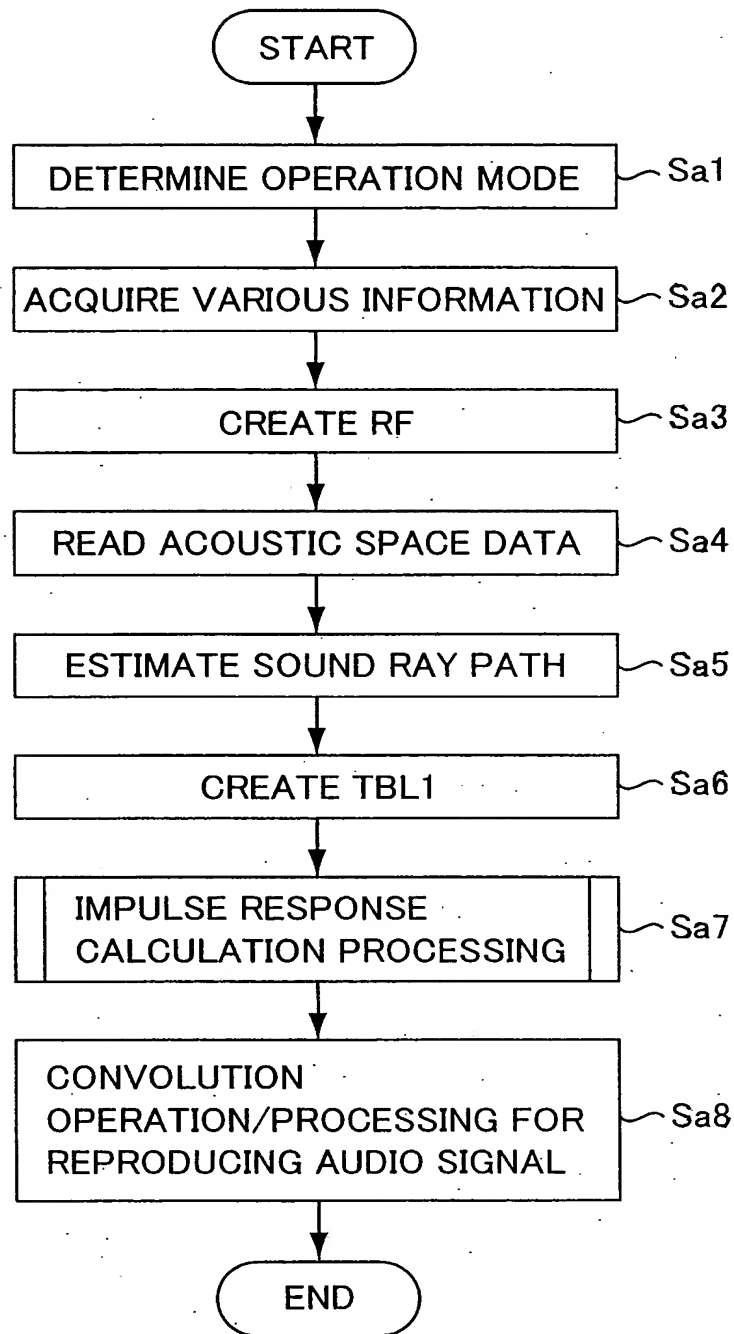 START
DETERMINE OPERATION MODE Sa1
ACQUIRE VARIOUS INFORMATION Sa2
CREATE RF Sa3
READ ACOUSTIC SPACE DATA Sa4
ESTIMATE SOUND RAY PATH Sa5
CREATE TBL1 Sa6
IMPULSE RESPONSE
CALCULATION PROCESSING Sa7
CONVOLUTION
OPERATION/PROCESSING FOR Sa8
REPRODUCING AUDIO SIGNAL
END